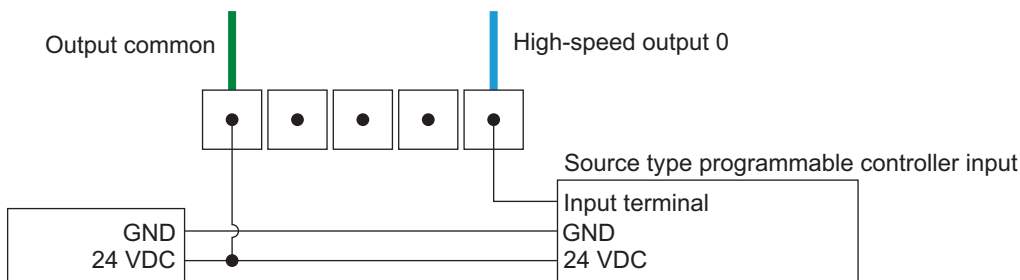 Output common
High-speed output 0
Source type programmable controller input
Input terminal
GND
24 VDC
GND
24 VDC